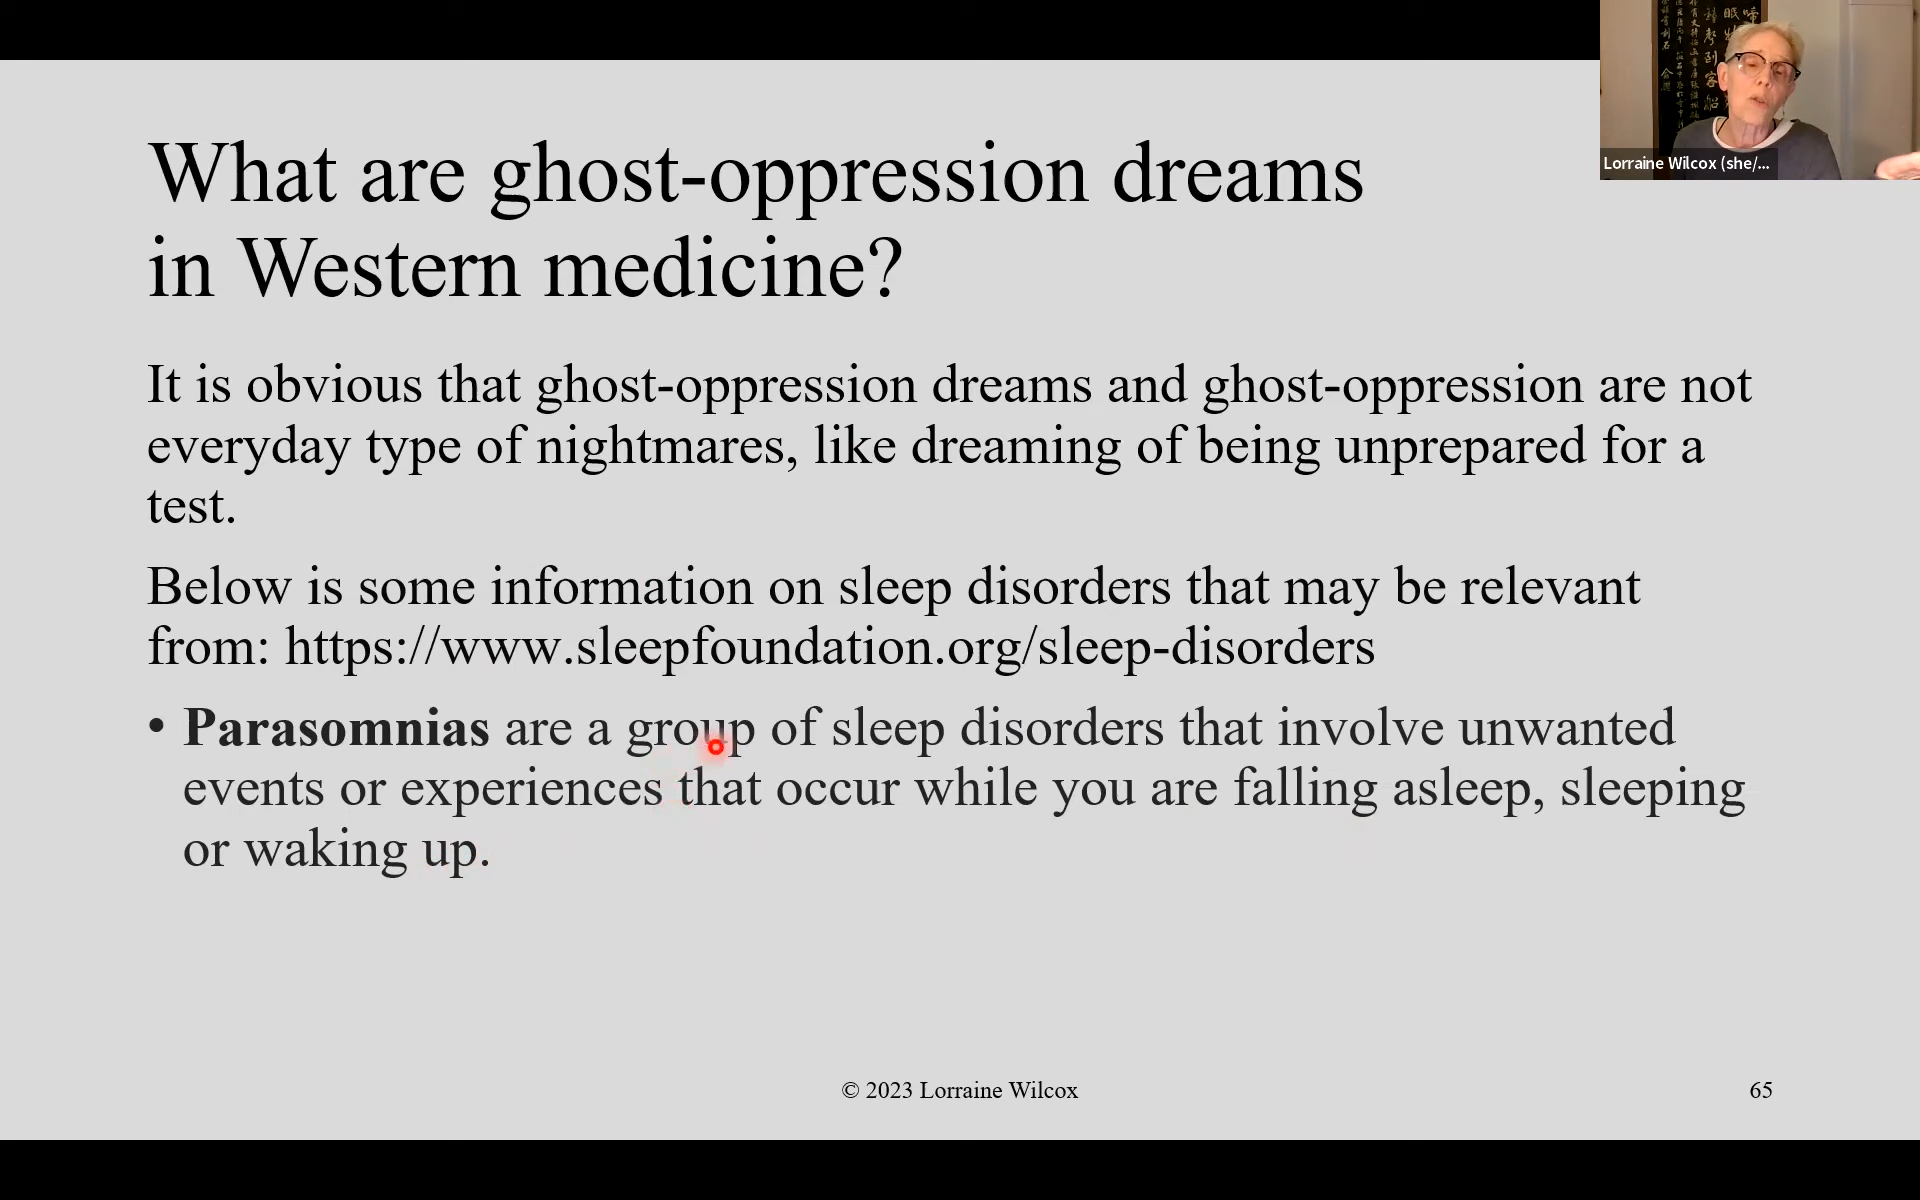 What are ghost-oppression dreams
in Western medicine?
It is obvious that ghost-oppression dreams and ghost-oppression are not
everyday type of nightmares, like dreaming of being unprepared for a
test.
Below is some information on sleep disorders that may be relevant
from: https://www.sleepfoundation.org/sleep-disorders
• Parasomnias are a group of sleep disorders that involve unwanted
events or experiences that occur while you are falling asleep, sleeping
or waking up.
© 2023 Lorraine Wilcox
65
Lorraine Wilcox (she/...